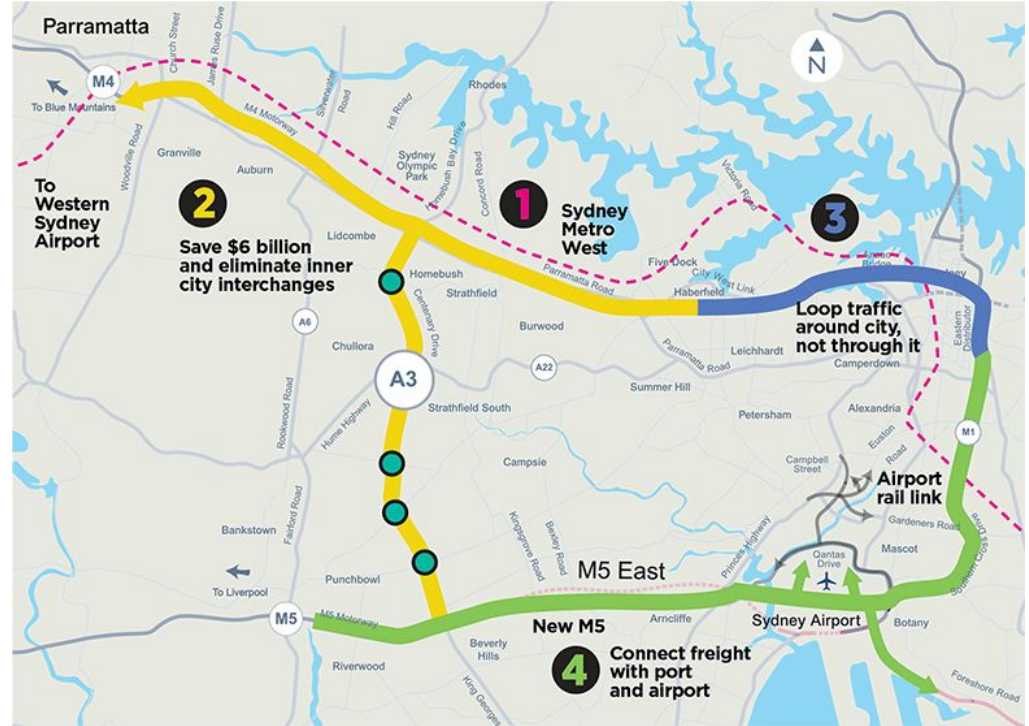 Parramatta
M4
To Blue Mountains
Church Street
James Ruse Drive
Silverwater
Road
Hill Road
Homebush Bay Drive
Rhodes
Concord Road
N
M4 Motorway
Woodville Road
Granville
Auburn
Sydney
Olympic
Park
To
Western
Sydney
Airport
2
Save $6 billion
and eliminate inner
city interchanges
Lidcombe
1
Sydney
Metro
West
Victoria Road
3
Five Dock
City West Link
Parramatta Road
Haberfield
Homebush
Strathfield
Centenary Drive
Loop traffic
around city,
not through it
Eastern
Distributor
A6
Burwood
Chullora
A22
Parramatta Road
Leichhardt
Camperdown
A3
Summer Hill
Strathfield South
Hume Highway
Rookwood Road
Petersham
Alexandria
M1
Euston
Road
Campbell
Street
Airport
rail link
Campsie
Bankstown
Fairford Road
Gardeners Road
Kingsgrove Road
Bexley Road
Princes Highway
Mascot
Qantas
Drive
Southern Cross Drive
To Liverpool
Punchbowl
M5 East
M5
M5 Motorway
New M5
Arncliffe
Sydney Airport
Botany
Riverwood
Beverly
Hills
King Georges
4
Connect freight
with port
and airport
Foreshore Road